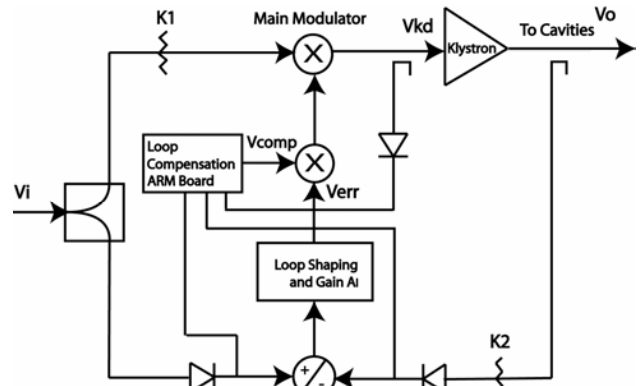 K1
Main Modulator
Vkd
To Cavities
Vo
Klystron
X
Loop
Compensation
ARM Board
Vcomp
X
Vi
Verr
Loop Shaping
and Gain Aı
K2
+
-